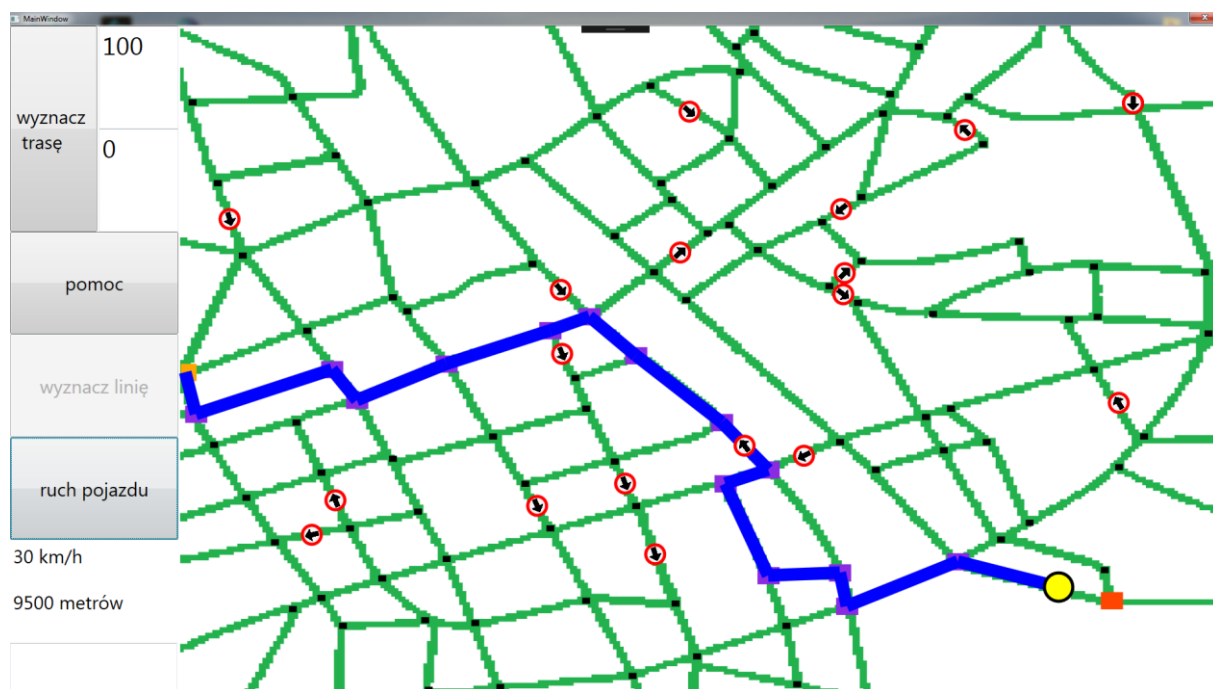 MainWindow
100
wyznacz
trasę
0
pomoc
wyznacz linię
ruch pojazdu
30 km/h
9500 metrów